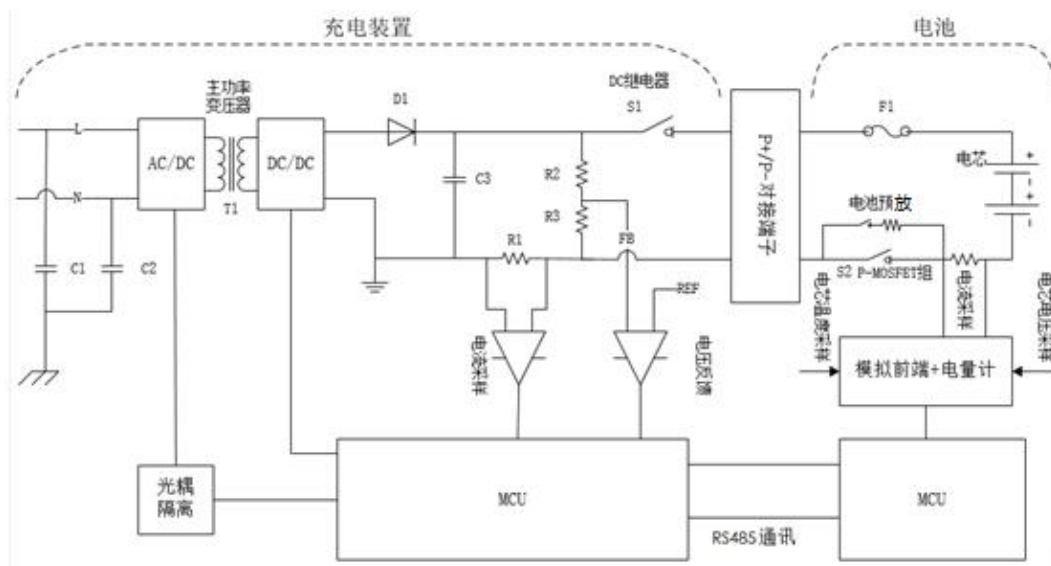 充电装置
电池
主功率
变压器
D1
DC继电器
S1
F1
L
AC/DC
DC/DC
P+/P-对接端子
电芯
+
-
+
-
C3
R2
N
T1
电池预放
R3
R1
FB
C1
C2
S2 P-MOSFET组
REF
电芯温度采样
电流采样
电芯电压采样
电流采样
电压反馈
模拟前端+电量计
光耦
隔离
MCU
MCU
RS485通讯